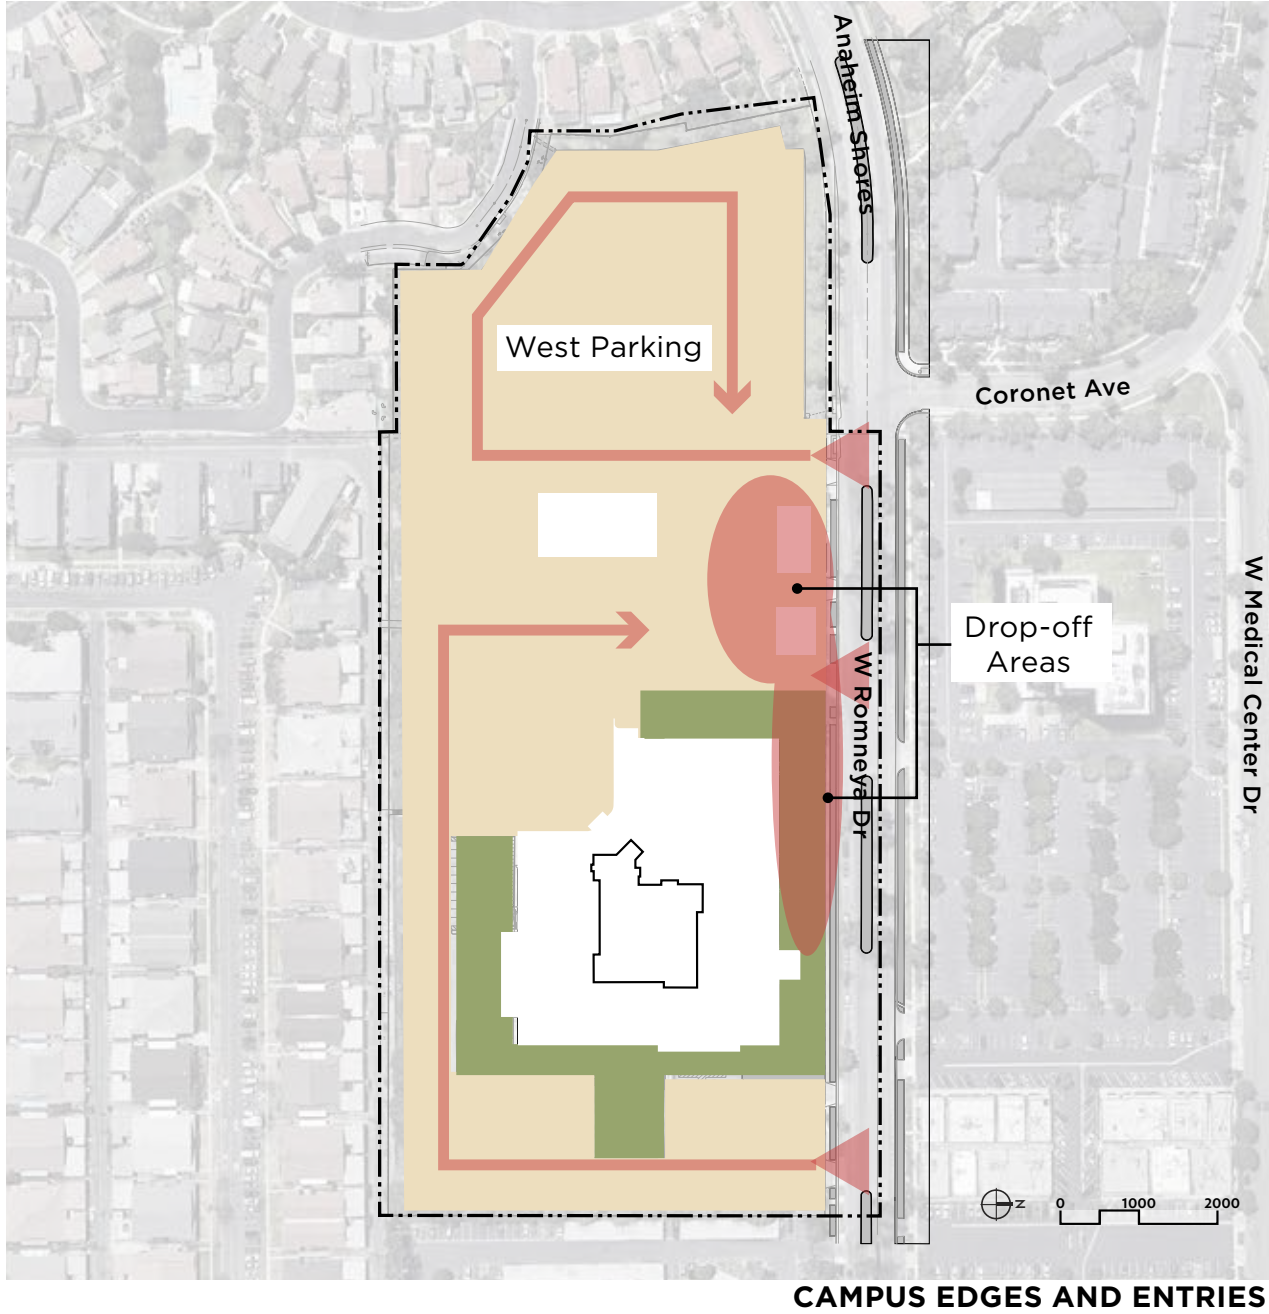 Anaheim Shores
West Parking
Coronet Ave
Drop-off
Areas
W Romneya Dr
W Medical Center Dr
N
0 1000 2000
CAMPUS EDGES AND ENTRIES